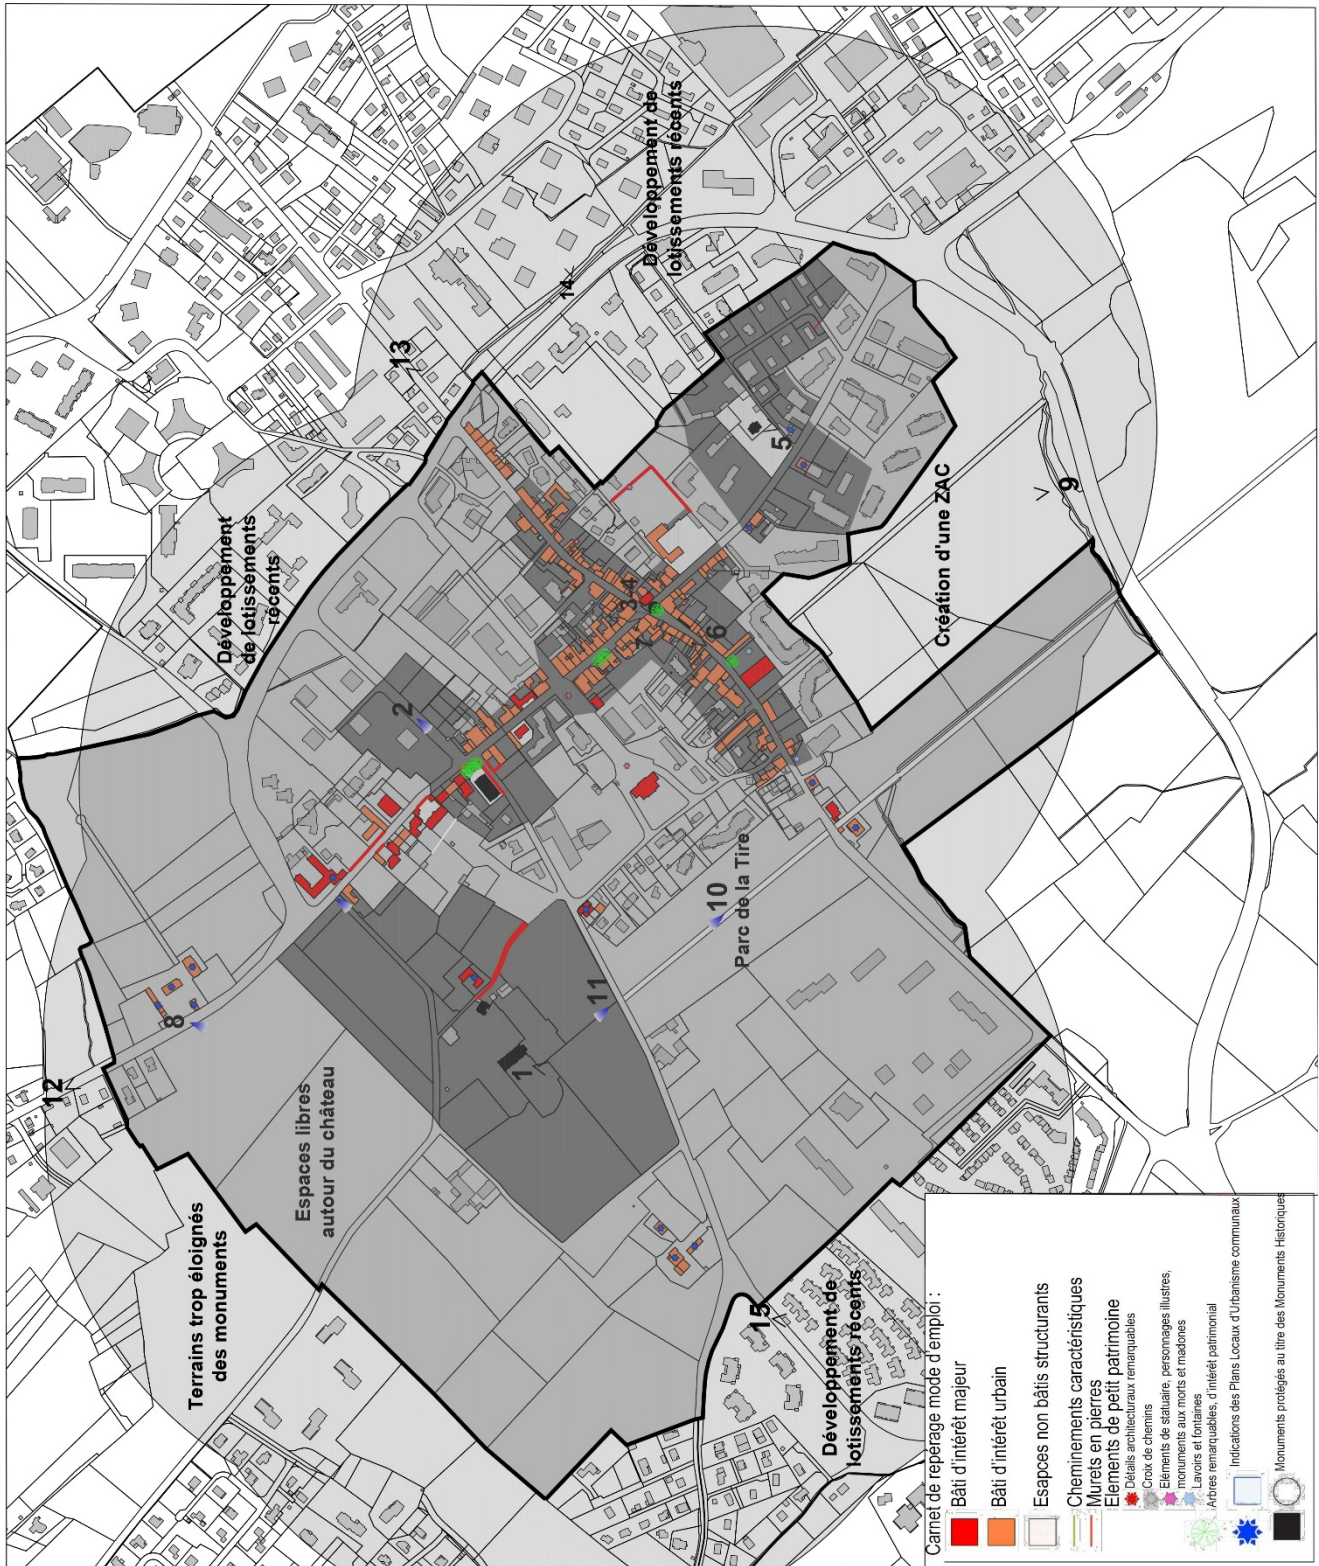 Développement de
lotissements récents
14
13
Développement
de lotissements
récents
5
9
Création d'une ZAC
3-4
7
6
2
10
Parc de la Tire
11
8
12
1
Espaces libres
autour du château
Terrains trop éloignés
des monuments
15
Développement de
lotissements récents
Carnet de reperage mode d'emploi :
Bâti d'intérêt majeur
Bâti d'intérêt urbain
Esapces non bâtis structurants
Cheminements caractéristiques
Murets en pierres
Elements de petit patrimoine
Détails architecturaux remarquables
Croix de chemins
Eléments de statuaire, personnages illustres,
monuments aux morts et madones
Lavoirs et fontaines
Arbres remarquables, d'intérêt patrimonial
Indications des Plans Locaux d'Urbanisme communaux
Monuments protégés au titre des Monuments Historiques